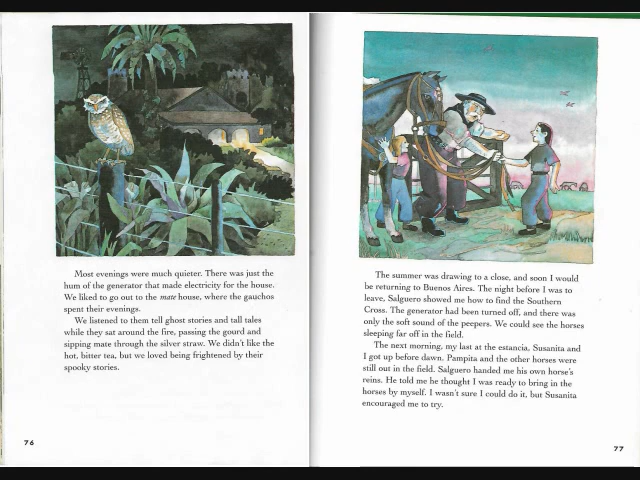 Most evenings were much quieter. There was just the
hum of the generator that made electricity for the house.
We liked to go out to the mate house, where the gauchos
spent their evenings.
We listened to them tell ghost stories and tall tales
while they sat around the fire, passing the gourd and
sipping mate through the silver straw. We didn't like the
hot, bitter tea, but we loved being frightened by their
spooky stories.
76
The summer was drawing to a close, and soon I would
be returning to Buenos Aires. The night before I was to
leave, Salguero showed me how to find the Southern
Cross. The generator had been turned off, and there was
only the soft sound of the peepers. We could see the horses
sleeping far off in the field.
The next morning, my last at the estancia, Susanita and
I got up before dawn. Pampita and the other horses were
still out in the field. Salguero handed me his own horse's
reins. He told me he thought I was ready to bring in the
horses by myself. I wasn't sure I could do it, but Susanita
encouraged me to try.
77